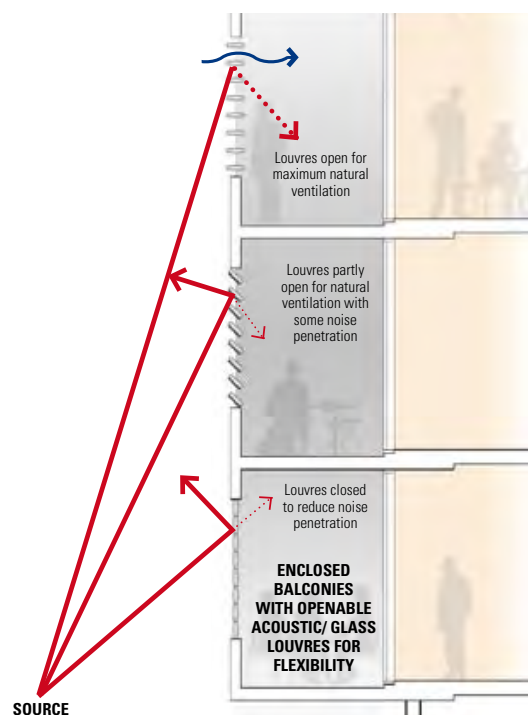 Louvres open for
maximum natural
ventilation
Louvres partly
open for natural
ventilation with
some noise
penetration
Louvres closed
to reduce noise
penetration
ENCLOSED
BALCONIES
WITH OPENABLE
ACOUSTIC/ GLASS
LOUVRES FOR
FLEXIBILITY
SOURCE